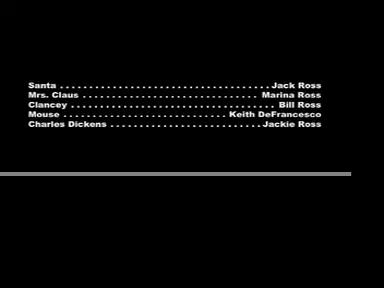 Santa ................................. Jack Ross
Mrs. Claus ........................... Marina Ross
Clancey ................................ Bill Ross
Mouse ......................... Keith DeFrancesco
Charles Dickens ....................... Jackie Ross